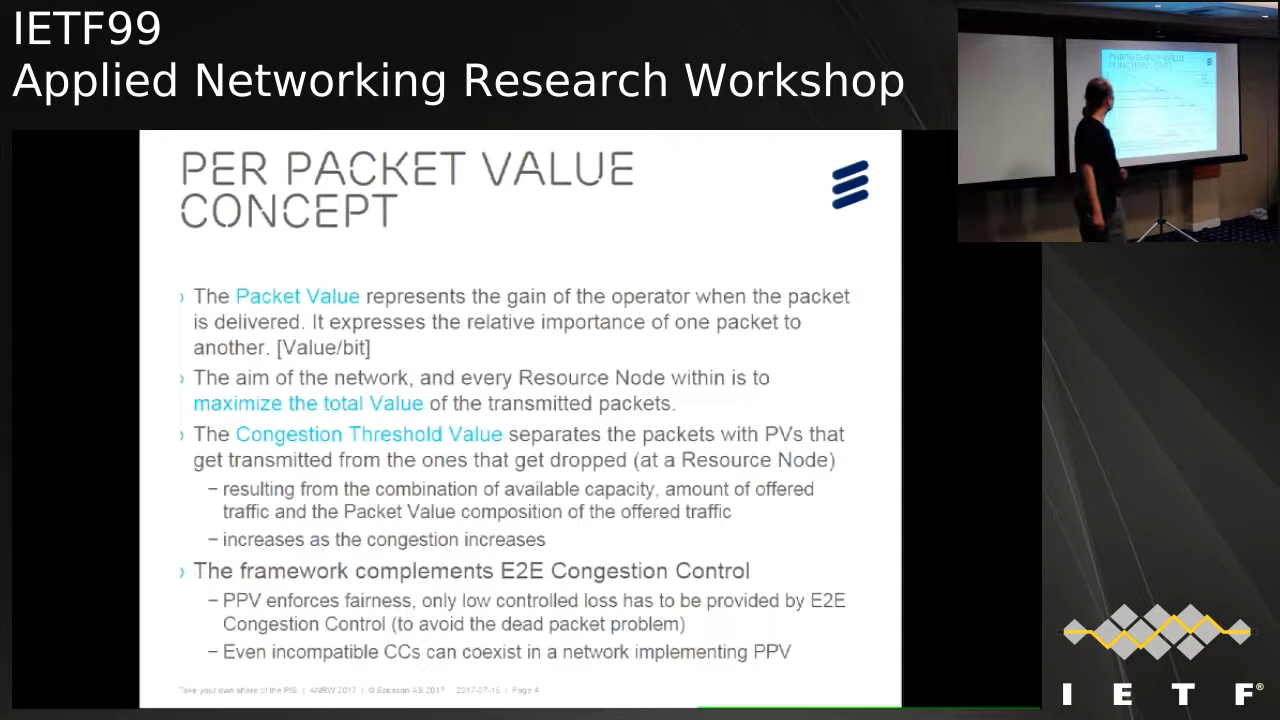 IETF99
Applied Networking Research Workshop
PER PACKET VALUE
CONCEPT
› The Packet Value represents the gain of the operator when the packet
is delivered. It expresses the relative importance of one packet to
another. [Value/bit]
› The aim of the network, and every Resource Node within is to
maximize the total Value of the transmitted packets.
› The Congestion Threshold Value separates the packets with PVs that
get transmitted from the ones that get dropped (at a Resource Node)
– resulting from the combination of available capacity, amount of offered
traffic and the Packet Value composition of the offered traffic
– increases as the congestion increases
› The framework complements E2E Congestion Control
– PPV enforces fairness, only low controlled loss has to be provided by E2E
Congestion Control (to avoid the dead packet problem)
– Even incompatible CCs can coexist in a network implementing PPV
Take your own share of the PIE | ANRW 2017 | © Ericsson AB 2017 | 2017-07-15 | Page 4
THROUGHPUT-VALUE
I E T F®